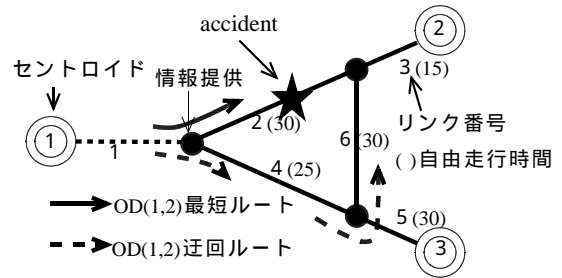 accident
2
セントロイド
情報提供
3 (15)
2 (30)
リンク番号
1
1
6 (30)
( )自由走行時間
4 (25)
OD(1,2)最短ルート
5 (30)
OD(1,2)迂回ルート
3